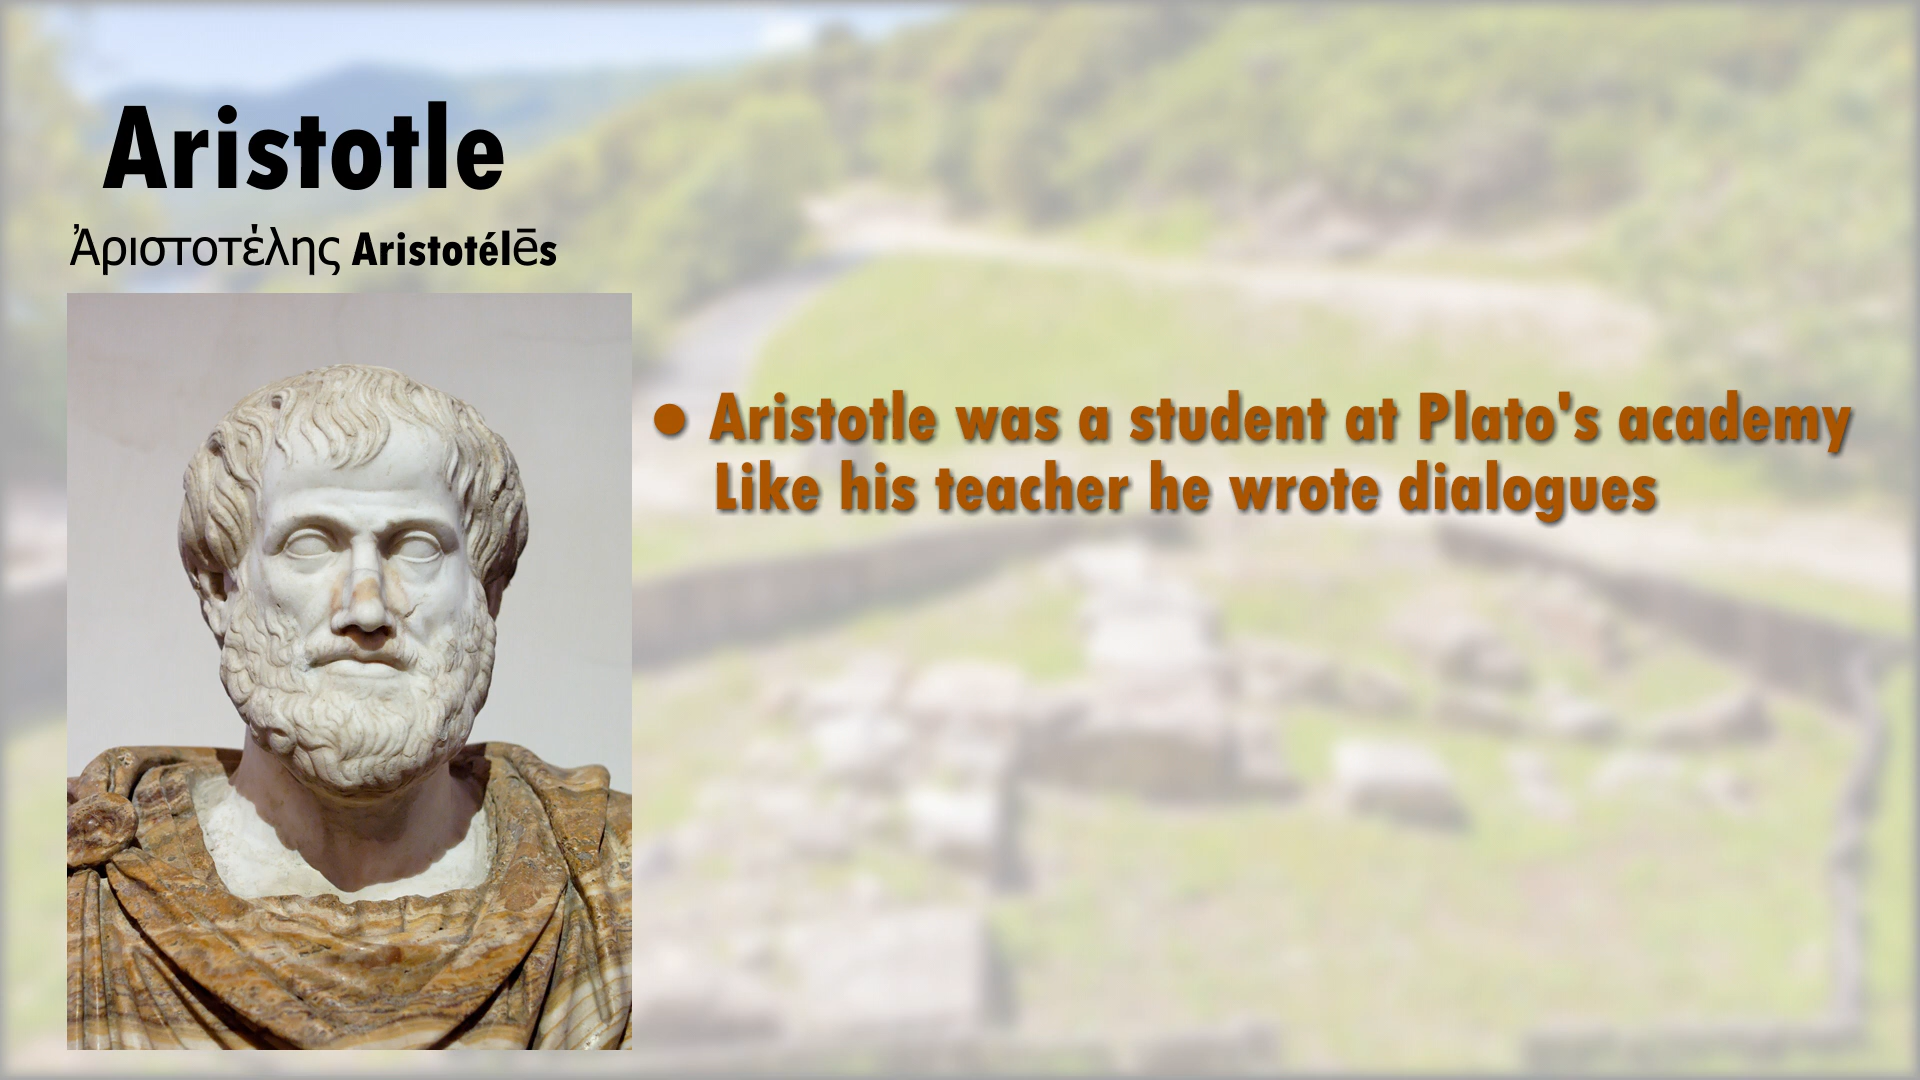 Aristotle
Ἀριστοτέλης Aristotélēs
• Aristotle was a student at Plato's academy
Like his teacher he wrote dialogues